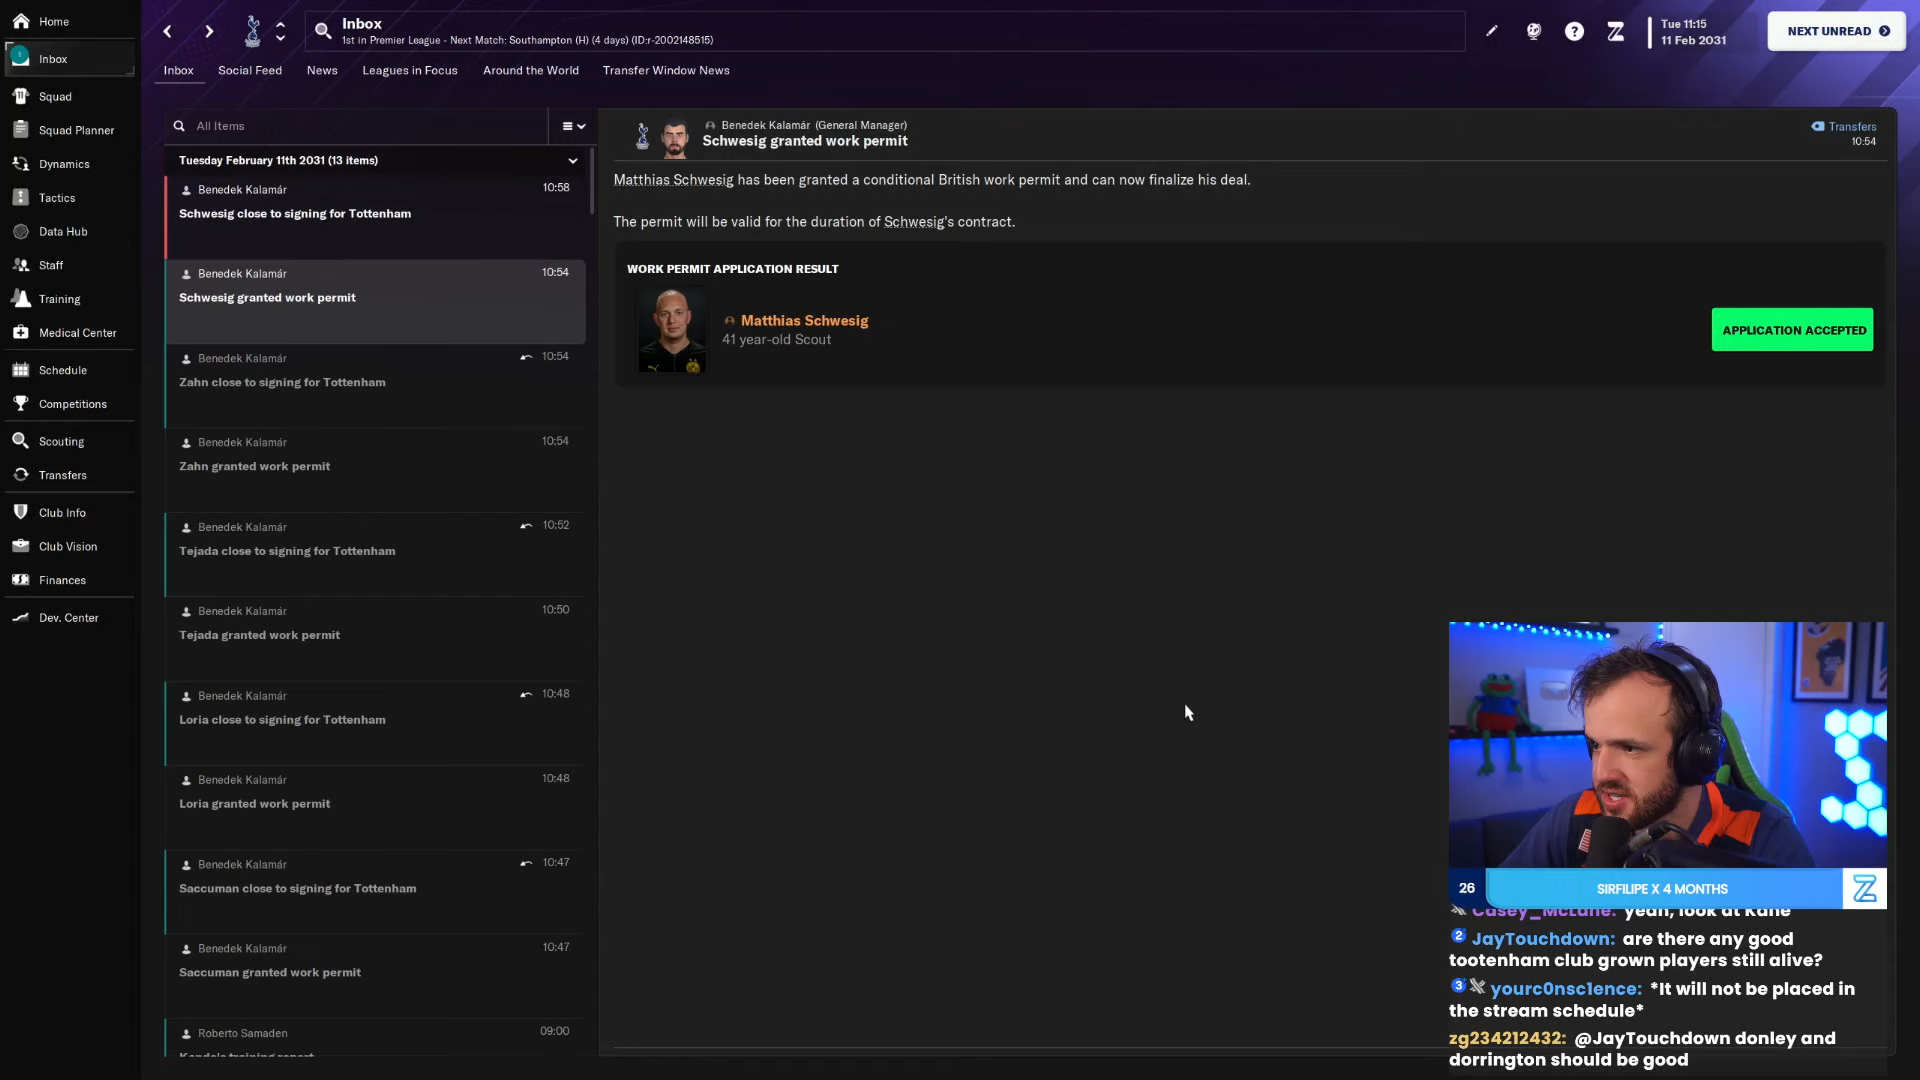 Home
Inbox
Squad
Squad Planner
Dynamics
Tactics
Data Hub
Staff
Training
Medical Center
Schedule
Competitions
Scouting
Transfers
Club Info
Club Vision
Finances
Dev. Center
Inbox
1st in Premier League - Next Match: Southampton (H) (4 days) (ID:r-2002148515)
Tue 11:15
11 Feb 2031
NEXT UNREAD
Inbox
Social Feed
News
Leagues in Focus
Around the World
Transfer Window News
All Items
Tuesday February 11th 2031 (13 items)
Benedek Kalamár
10:58
Schwesig close to signing for Tottenham
Benedek Kalamár
10:54
Schwesig granted work permit
Benedek Kalamár
10:54
Zahn close to signing for Tottenham
Benedek Kalamár
10:54
Zahn granted work permit
Benedek Kalamár
10:52
Tejada close to signing for Tottenham
Benedek Kalamár
10:50
Tejada granted work permit
Benedek Kalamár
10:48
Loria close to signing for Tottenham
Benedek Kalamár
10:48
Loria granted work permit
Benedek Kalamár
10:47
Saccuman close to signing for Tottenham
Benedek Kalamár
10:47
Saccuman granted work permit
Roberto Samaden
09:00
training report
Benedek Kalamár (General Manager)
Schwesig granted work permit
Transfers
10:54
Matthias Schwesig has been granted a conditional British work permit and can now finalize his deal.
The permit will be valid for the duration of Schwesig's contract.
WORK PERMIT APPLICATION RESULT
Matthias Schwesig
41 year-old Scout
APPLICATION ACCEPTED
26
SIRFILIPE X 4 MONTHS
Casey_McLane: yeah, look at Kane
2 JayTouchdown: are there any good
tootenham club grown players still alive?
3 yourc0nsc1ence: *It will not be placed in
the stream schedule*
zg234212432: @JayTouchdown donley and
dorrington should be good